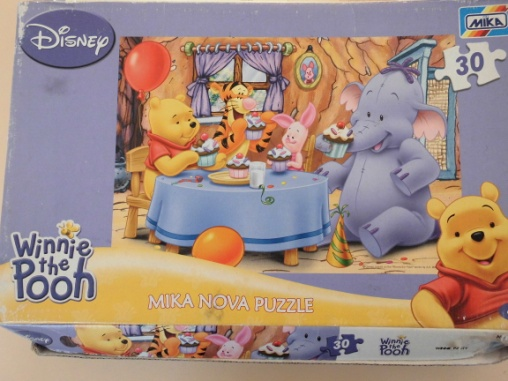 Disney
MIKA
30
Winnie
the
Pooh
MIKA NOVA PUZZLE
30
Winnie
the
Pooh